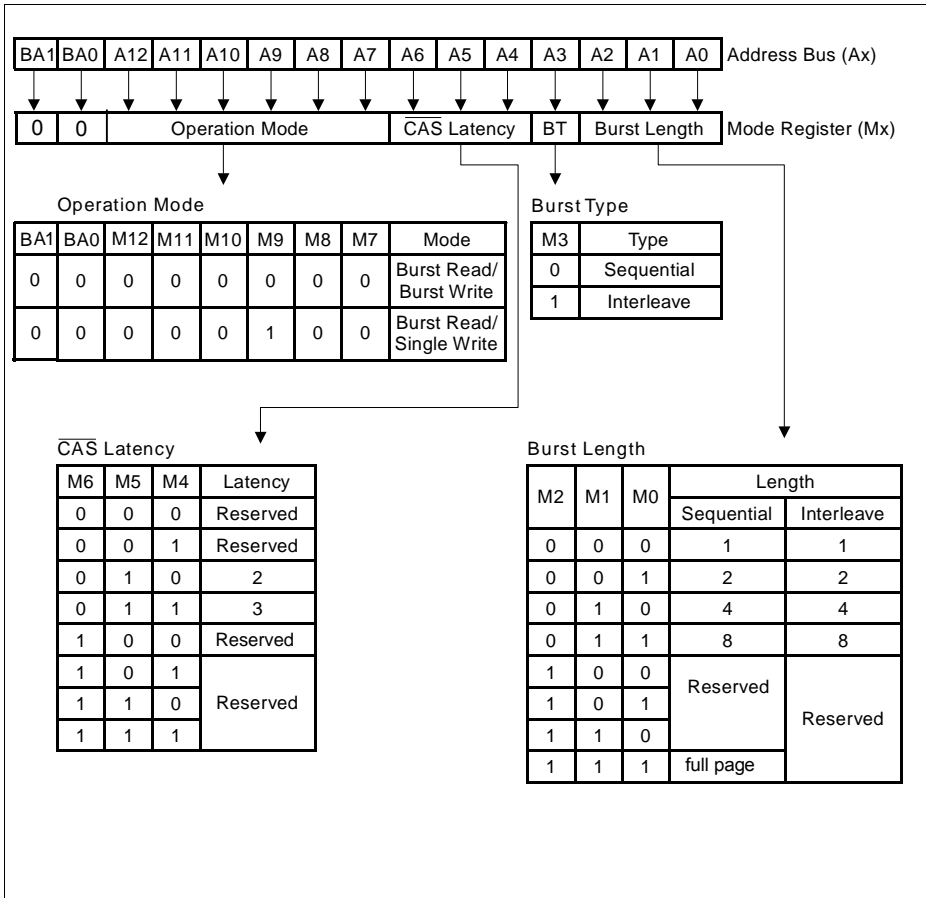 BA1 BA0 A12 A11 A10 A9 A8 A7 A6 A5 A4 A3 A2 A1 A0 Address Bus (Ax)
0 0 Operation Mode CAS Latency BT Burst Length Mode Register (Mx)
Operation Mode
BA1 BA0 M12 M11 M10 M9 M8 M7 Mode
0 0 0 0 0 0 0 0 Burst Read/
Burst Write
0 0 0 0 0 1 0 0 Burst Read/
Single Write
Burst Type
M3 Type
0 Sequential
1 Interleave
CAS Latency
M6 M5 M4 Latency
0 0 0 Reserved
0 0 1 Reserved
0 1 0 2
0 1 1 3
1 0 0 Reserved
1 0 1
1 1 0 Reserved
1 1 1
Burst Length
M2 M1 M0 Length
Sequential Interleave
0 0 0 1 1
0 0 1 2 2
0 1 0 4 4
0 1 1 8 8
1 0 0 Reserved
1 0 1 Reserved
1 1 0
1 1 1 full page